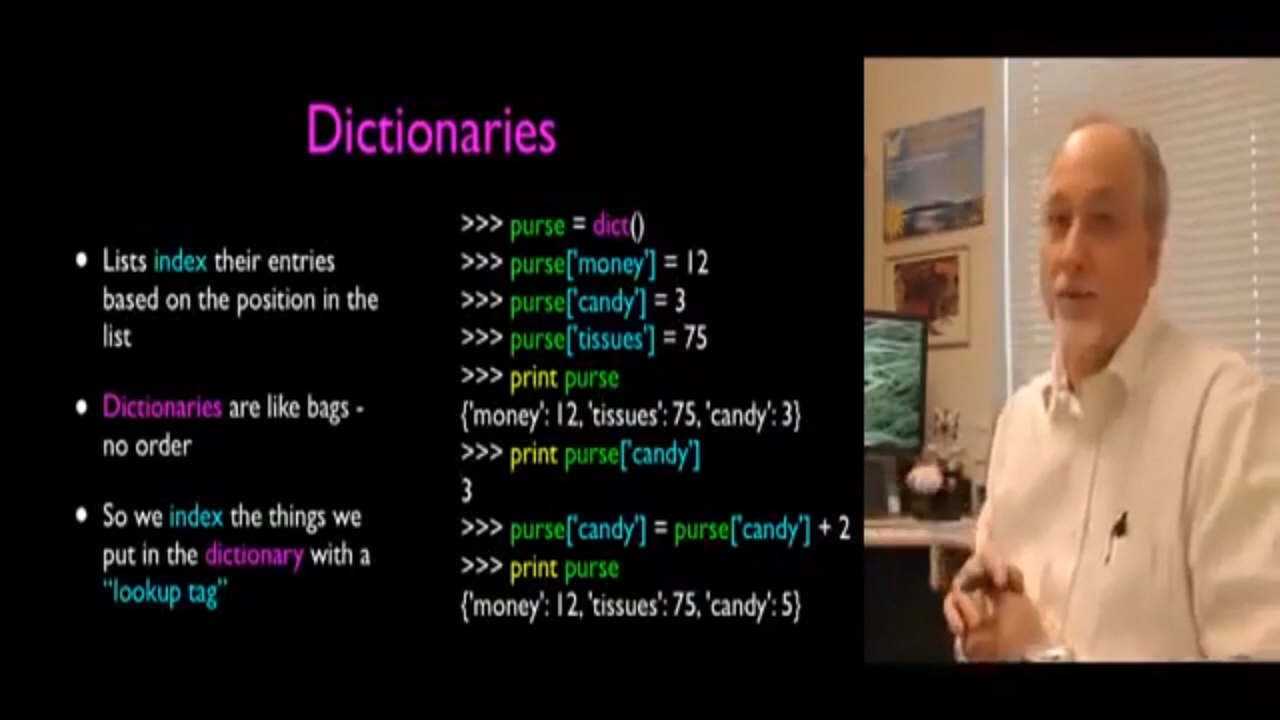 Dictionaries
• Lists index their entries
based on the position in the
list
• Dictionaries are like bags -
no order
• So we index the things we
put in the dictionary with a
“lookup tag”
>>> purse = dict()
>>> purse['money'] = 12
>>> purse['candy'] = 3
>>> purse['tissues'] = 75
>>> print purse
{'money': 12, 'tissues': 75, 'candy': 3}
>>> print purse['candy']
3
>>> purse['candy'] = purse['candy'] + 2
>>> print purse
{'money': 12, 'tissues': 75, 'candy': 5}